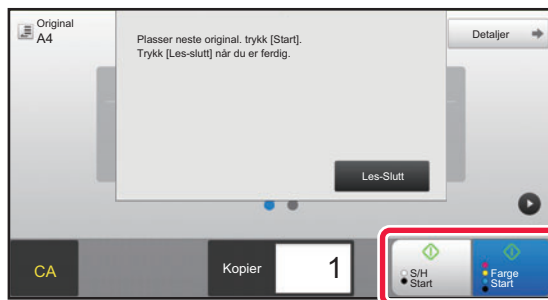 Original
A4
Plasser neste original. trykk [Start].
Trykk [Les-slutt] når du er ferdig.
Detaljer
Les-Slutt
CA
Kopier
1
S/H
Start
Farge
Start